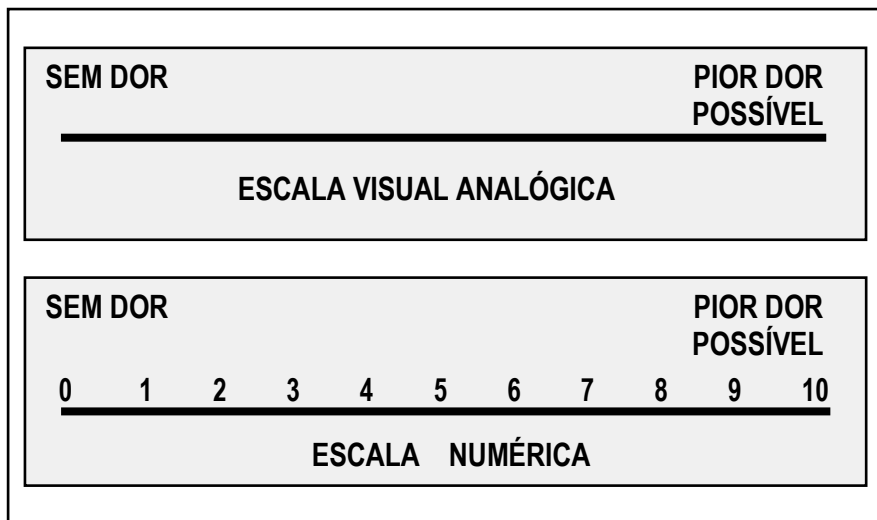 SEM DOR PIOR DOR
POSSÍVEL
ESCALA VISUAL ANALÓGICA
SEM DOR PIOR DOR
POSSÍVEL
0 1 2 3 4 5 6 7 8 9 10
ESCALA NUMÉRICA